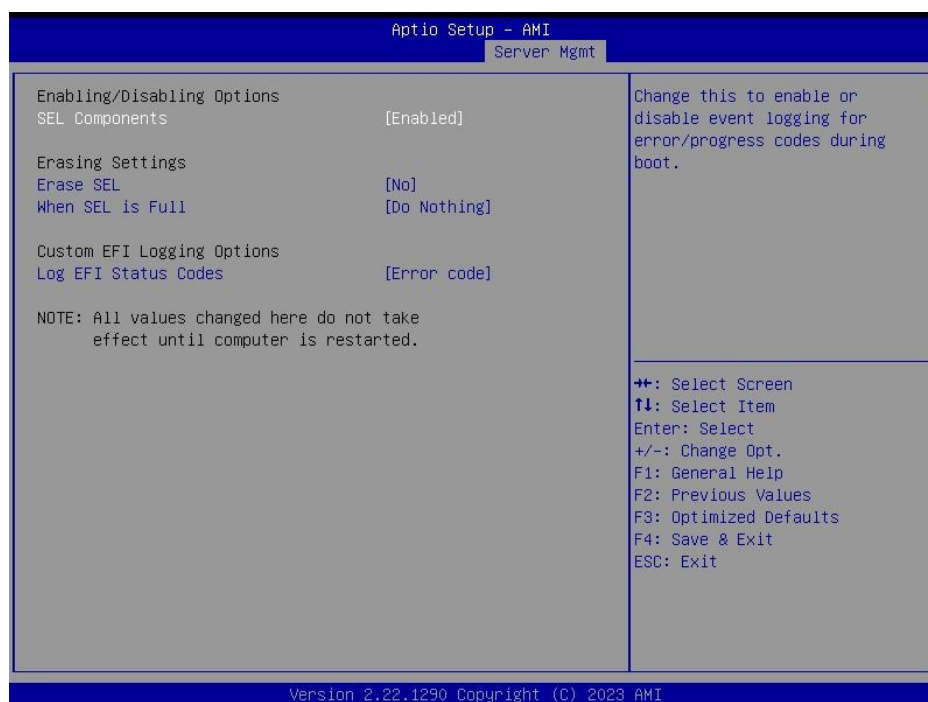 Aptio Setup – AMI
Server Mgmt
Enabling/Disabling Options
SEL Components [Enabled]
Erasing Settings
Erase SEL [No]
When SEL is Full [Do Nothing]
Custom EFI Logging Options
Log EFI Status Codes [Error code]
NOTE: All values changed here do not take
effect until computer is restarted.
Change this to enable or
disable event logging for
error/progress codes during
boot.
→←: Select Screen
↑↓: Select Item
Enter: Select
+/-: Change Opt.
F1: General Help
F2: Previous Values
F3: Optimized Defaults
F4: Save & Exit
ESC: Exit
Version 2.22.1290 Copyright (C) 2023 AMI